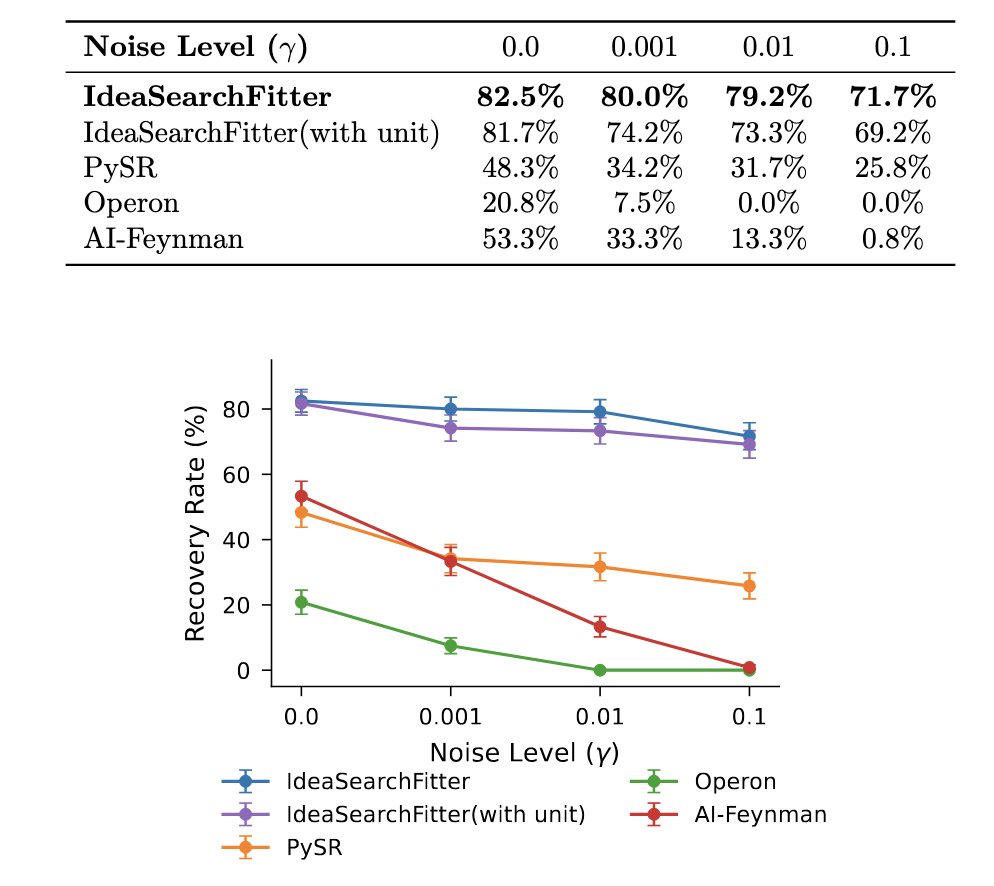 Noise Level (γ) 0.0 0.001 0.01 0.1
IdeaSearchFitter 82.5% 80.0% 79.2% 71.7%
IdeaSearchFitter(with unit) 81.7% 74.2% 73.3% 69.2%
PySR 48.3% 34.2% 31.7% 25.8%
Operon 20.8% 7.5% 0.0% 0.0%
AI-Feynman 53.3% 33.3% 13.3% 0.8%
Recovery Rate (%)
80
60
40
20
0
0.0 0.001 0.01 0.1
Noise Level (γ)
IdeaSearchFitter Operon
IdeaSearchFitter(with unit) AI-Feynman
PySR